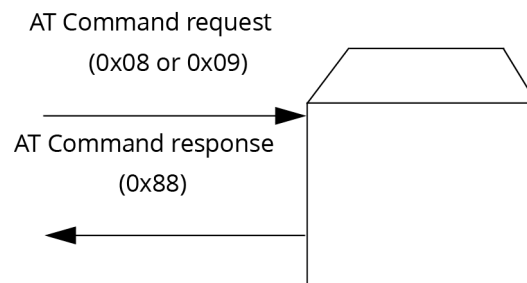 AT Command request
(0x08 or 0x09)
AT Command response
(0x88)